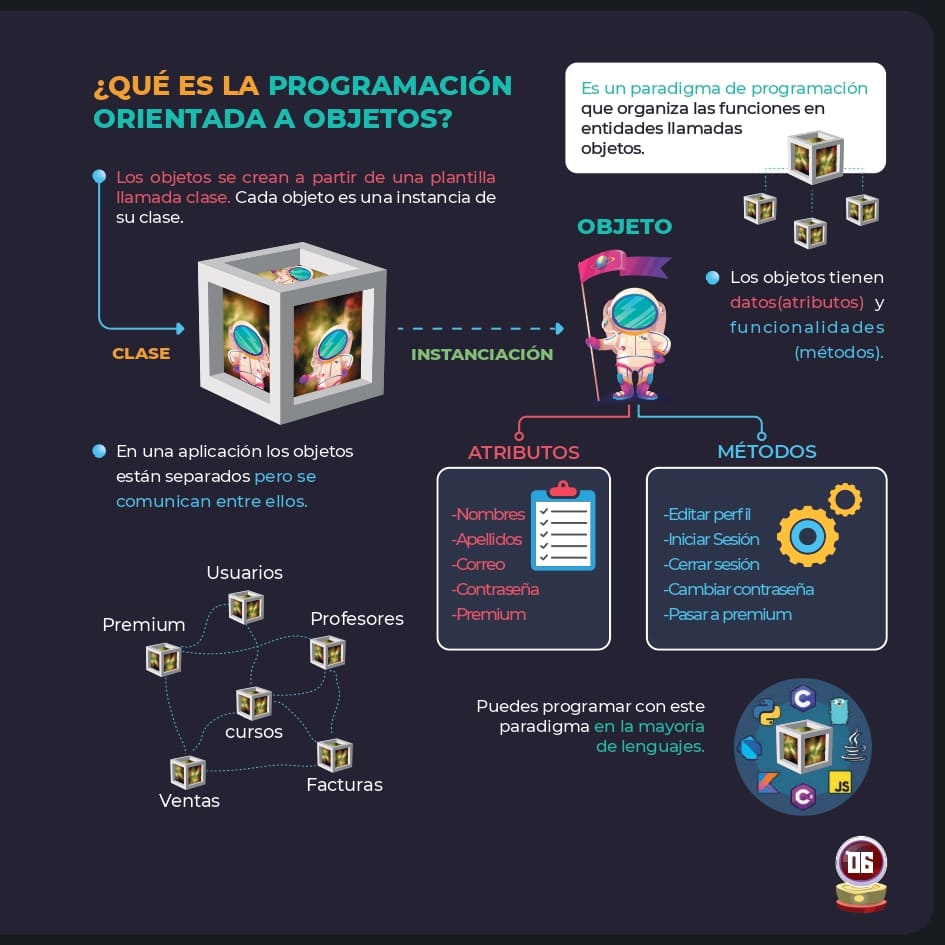 ¿QUÉ ES LA PROGRAMACIÓN
ORIENTADA A OBJETOS?
Es un paradigma de programación
que organiza las funciones en
entidades llamadas
objetos.
Los objetos se crean a partir de una plantilla
llamada clase. Cada objeto es una instancia de
su clase.
CLASE
INSTANCIACIÓN
OBJETO
Los objetos tienen
datos(atributos) y
funcionalidades
(métodos).
En una aplicación los objetos
están separados pero se
comunican entre ellos.
ATRIBUTOS
-Nombres
-Apellidos
-Correo
-Contraseña
-Premium
MÉTODOS
-Editar perfil
-Iniciar Sesión
-Cerrar sesión
-Cambiar contraseña
-Pasar a premium
Usuarios
Premium
Profesores
cursos
Ventas
Facturas
Puedes programar con este
paradigma en la mayoría
de lenguajes.
C
JS
C
06